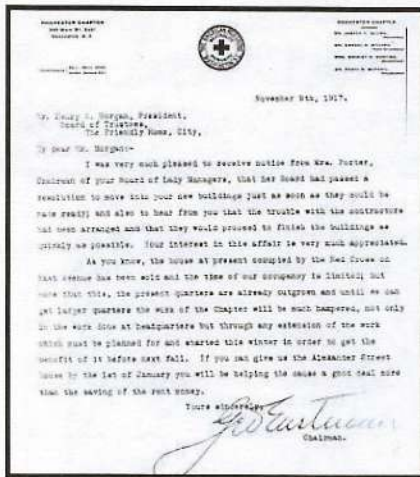 ROCHESTER CHAPTER
ROCHESTER CHAPTER
November 8th, 1917.
Mr. Henry Morgan, President,
Board of Trustees,
The Friendly Home, City,
My dear Mr. Morgan:-
I was very much pleased to receive notice from Mrs. Porter,
Chairman of your Board of Lady Managers, that her Board had passed a
resolution to move into your new buildings just as soon as they could be
made ready; and also to hear from you that the trouble with the contractors
had been arranged and that they would proceed to finish the buildings as
quickly as possible. Your interest in this affair is very much appreciated.
As you know, the house at present occupied by the Red Cross on
East Avenue has been sold and the time of our occupancy is limited; but
more than this, the present quarters are already outgrown and until we can
get larger quarters the work of the Chapter will be much hampered, not only
in the work done at headquarters but through any extension of the work
which must be planned for and started this winter in order to get the
benefit of it before next fall. If you can give us the Alexander Street
house by the 1st of January you will be helping the cause a good deal more
than the saving of the rent money.
Yours sincerely,
Geo Eastman
Chairman.